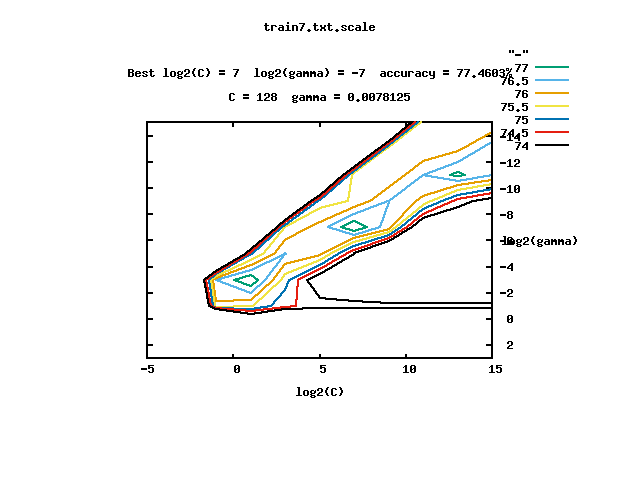 train7.txt.scale
"-"
Best log2(C) = 7  log2(gamma) = -7  accuracy = 77.4603%
77
76.5
76
C = 128  gamma = 0.0078125
75.5
75
74.5
74
-14
-12
-10
-8
-6
log2(gamma)
-4
-2
0
2
-5 0 5 10 15
log2(C)